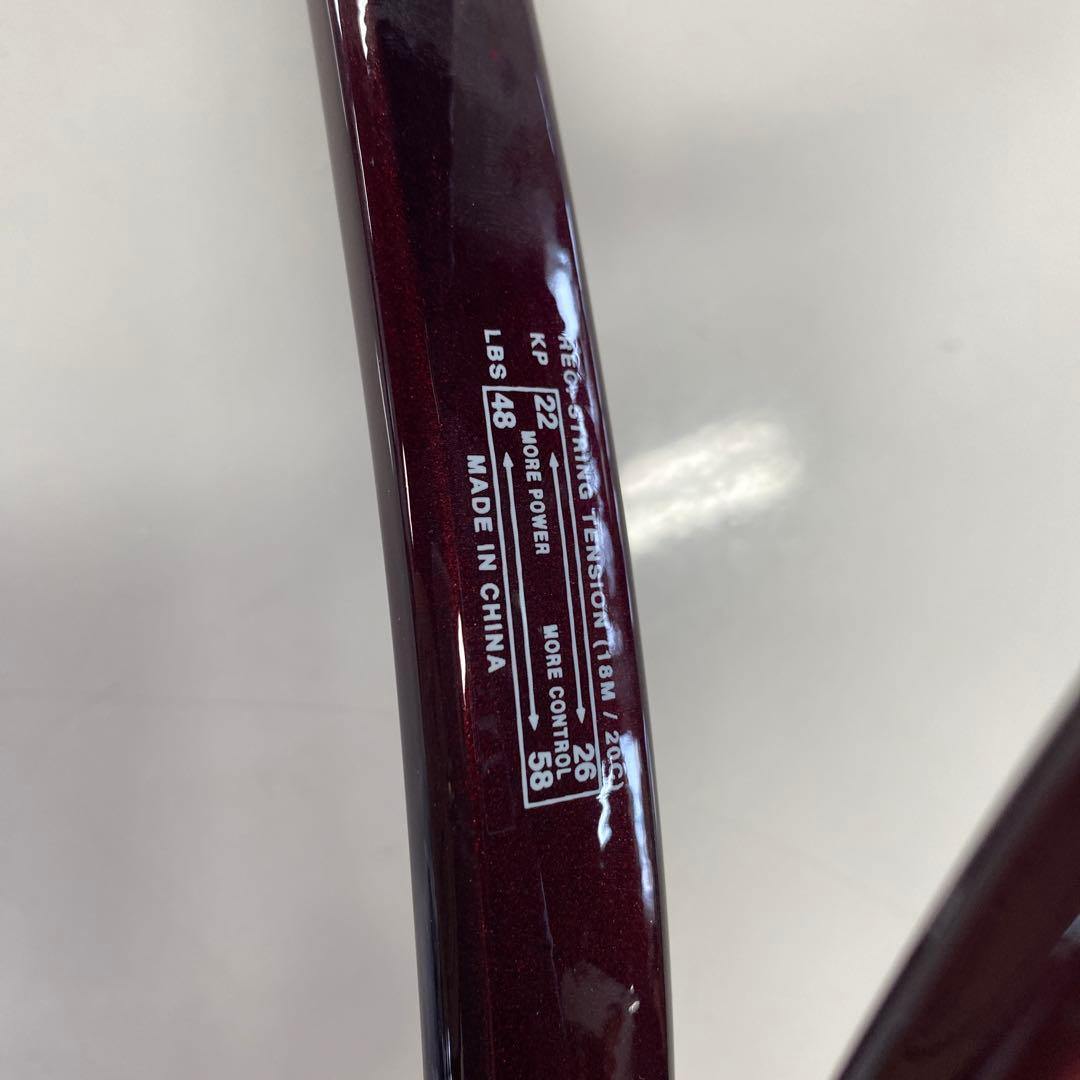 REC. STRING TENSION (18M / 20C)
KP 22 26
MORE POWER MORE CONTROL
LBS 48 58
MADE IN CHINA